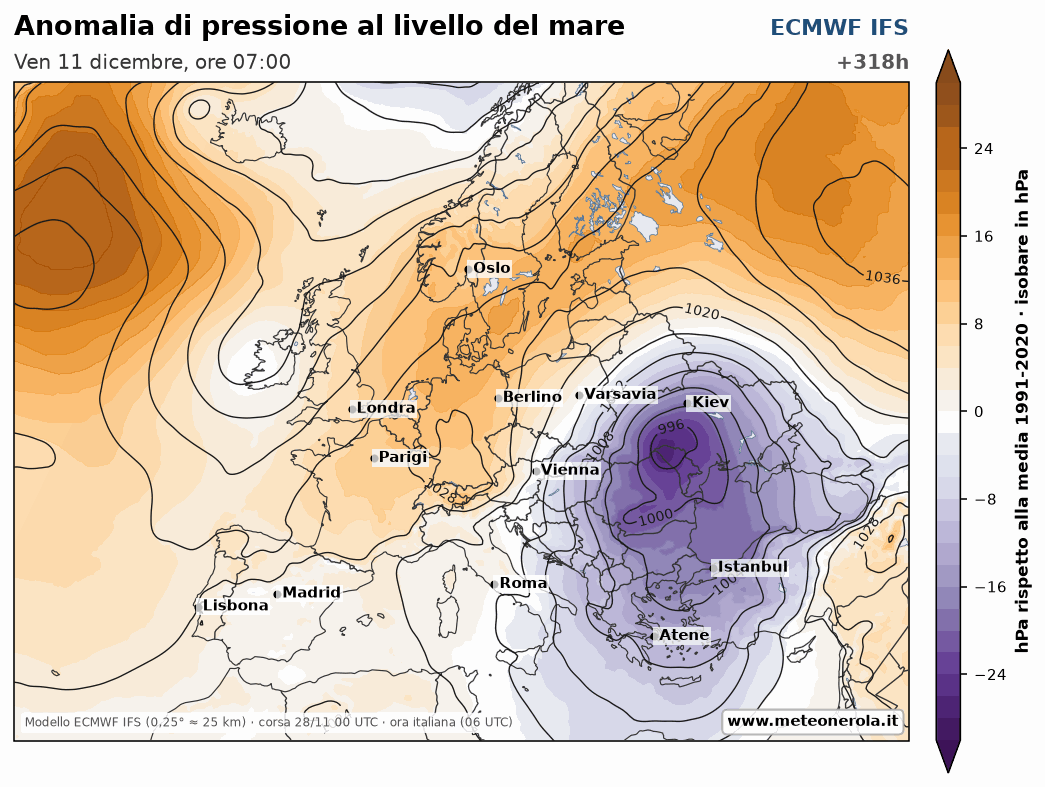 Anomalia di pressione al livello del mare
ECMWF IFS
Ven 11 dicembre, ore 07:00
+318h
1036
1020
Oslo
Berlino
Varsavia
Kiev
Londra
996
1008
Parigi
Vienna
1028
1000
1028
Istanbul
Roma
Madrid
Lisbona
Atene
24
16
8
0
−8
−16
−24
hPa rispetto alla media 1991-2020 · isobare in hPa
Modello ECMWF IFS (0,25° ≈ 25 km) · corsa 28/11 00 UTC · ora italiana (06 UTC)
www.meteonerola.it